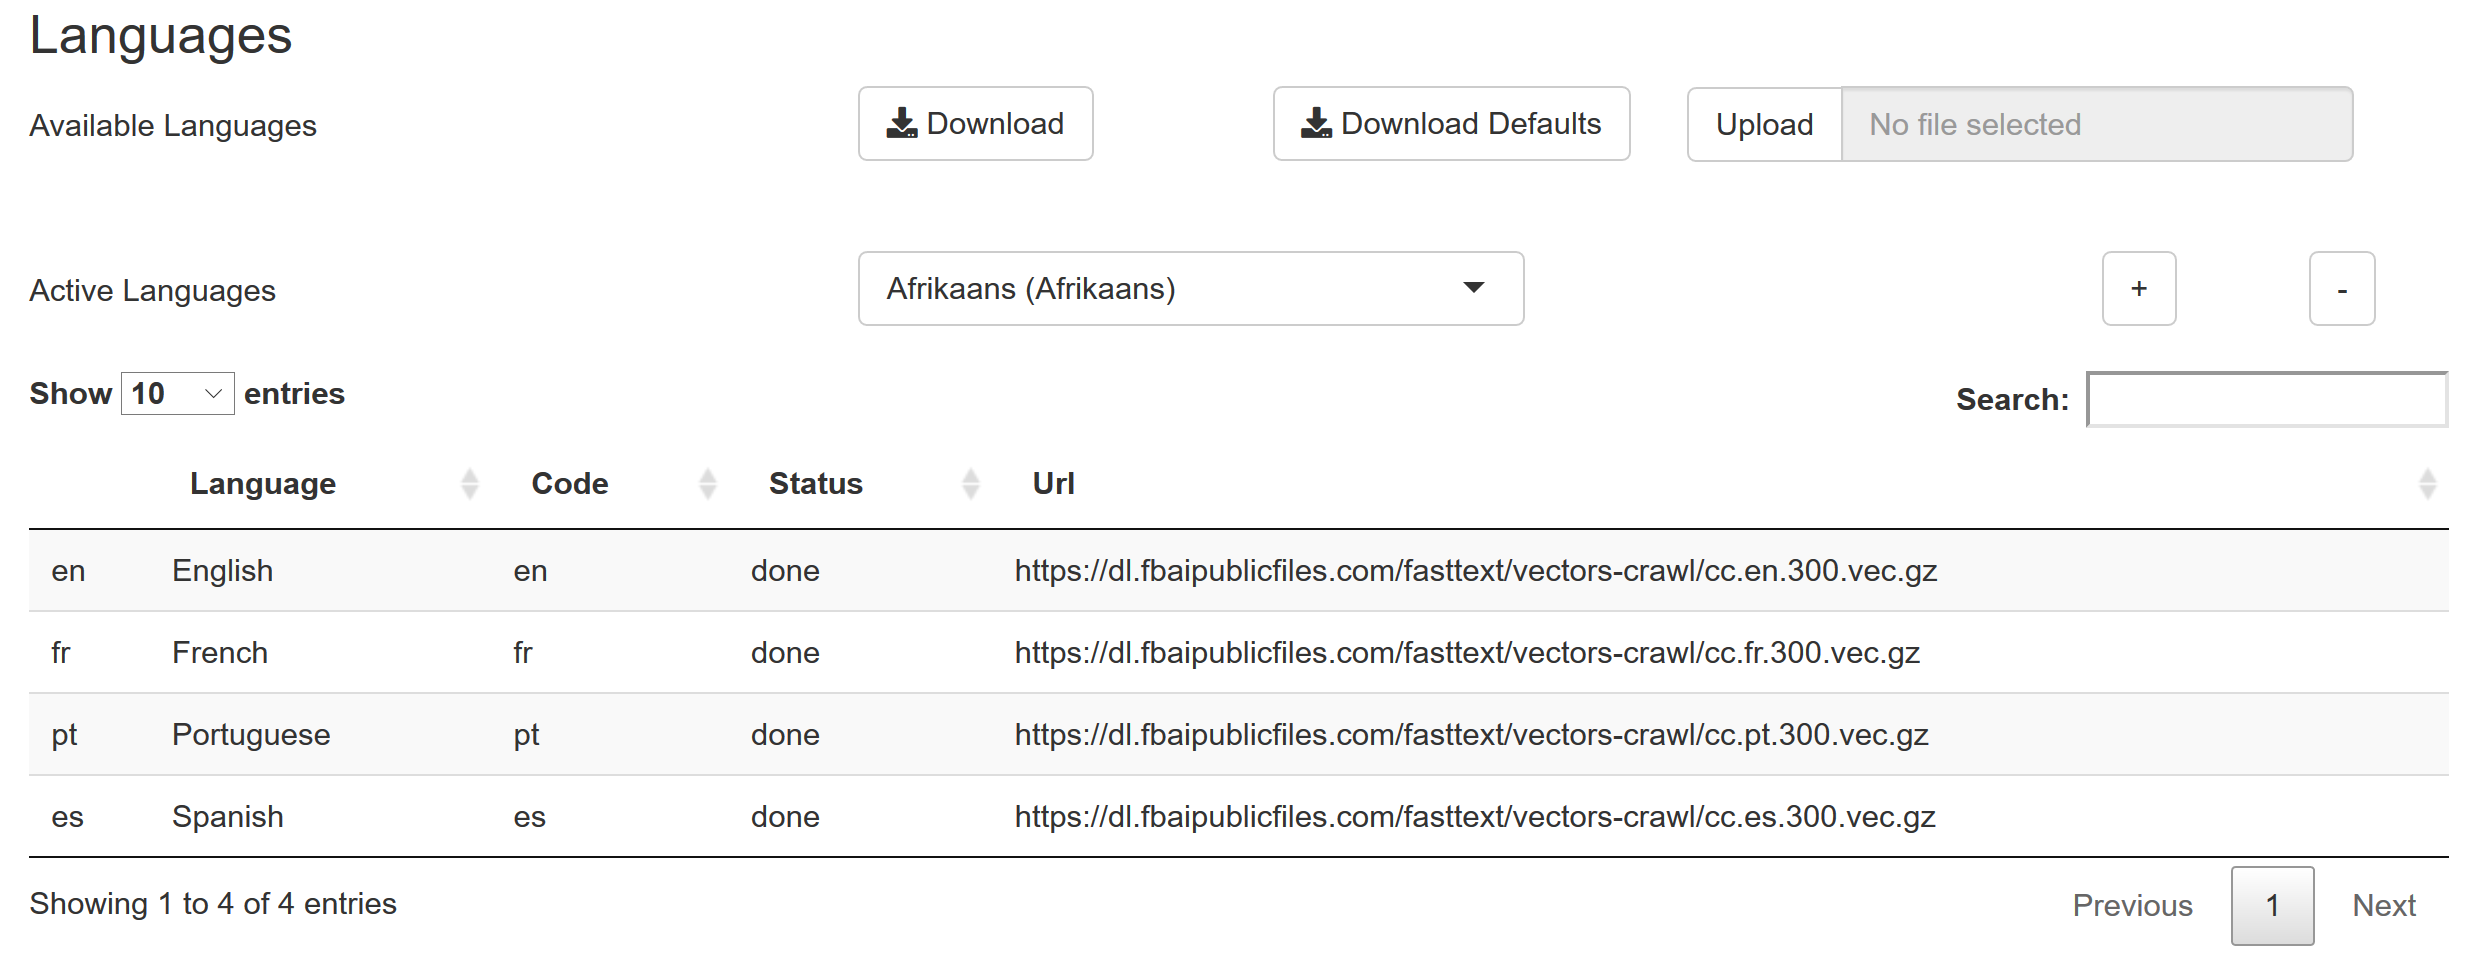 Languages
Available Languages Download Download Defaults Upload No file selected
Active Languages Afrikaans (Afrikaans) + -
Show 10 entries Search:
Language Code Status Url
en English en done https://dl.fbaipublicfiles.com/fasttext/vectors-crawl/cc.en.300.vec.gz
fr French fr done https://dl.fbaipublicfiles.com/fasttext/vectors-crawl/cc.fr.300.vec.gz
pt Portuguese pt done https://dl.fbaipublicfiles.com/fasttext/vectors-crawl/cc.pt.300.vec.gz
es Spanish es done https://dl.fbaipublicfiles.com/fasttext/vectors-crawl/cc.es.300.vec.gz
Showing 1 to 4 of 4 entries Previous 1 Next